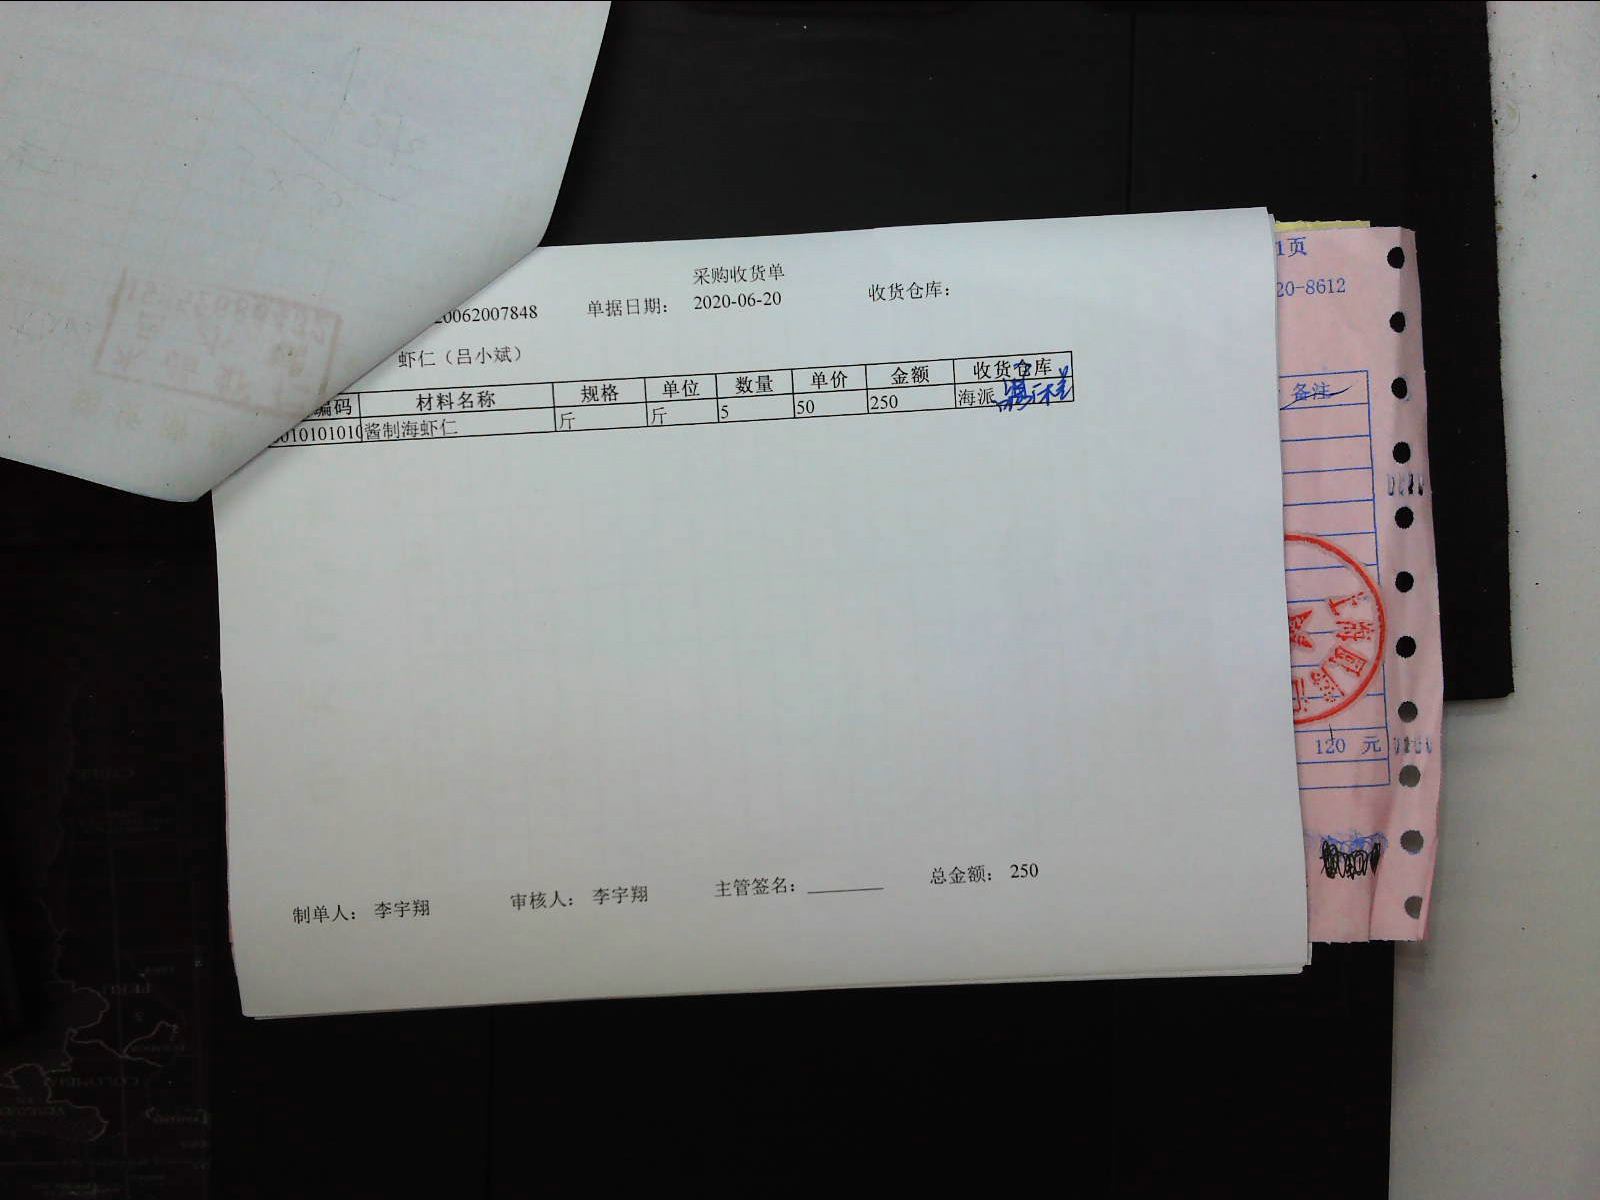 采购收货单
20062007848 单据日期： 2020-06-20 收货仓库：
虾仁（吕小斌）
编码 材料名称 规格 单位 数量 单价 金额 收货仓库
010101010 酱制海虾仁 斤 斤 5 50 250 海派
制单人： 李宇翔 审核人： 李宇翔 主管签名： 总金额： 250
1页
20-8612
备注
120 元